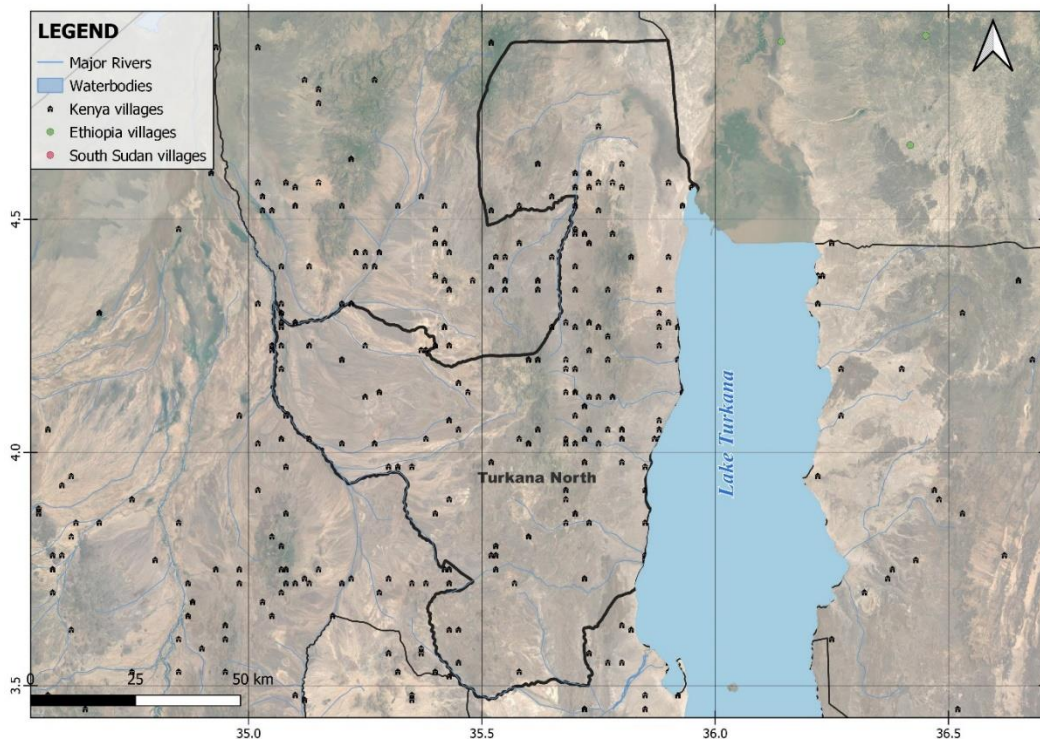 LEGEND
Major Rivers
Waterbodies
Kenya villages
Ethiopia villages
South Sudan villages
4.5
4.0
3.5
Lake Turkana
Turkana North
0 25 50 km
35.0 35.5 36.0 36.5